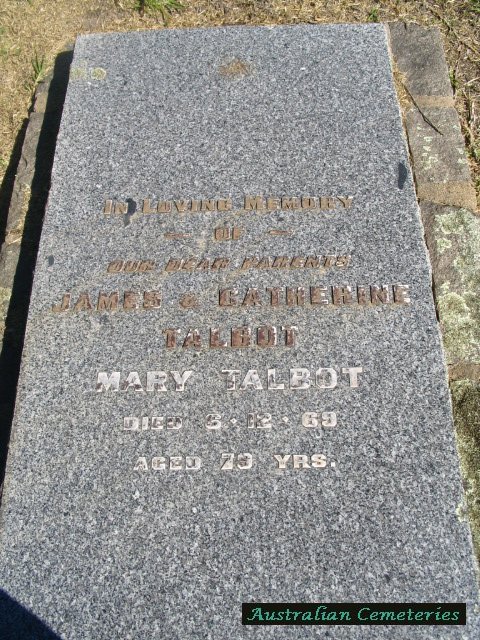 In Loving Memory
— OF —
OUR DEAR PARENTS
JAMES & CATHERINE
TALBOT
MARY TALBOT
DIED 6·12·69
AGED 73 YRS.
Australian Cemeteries